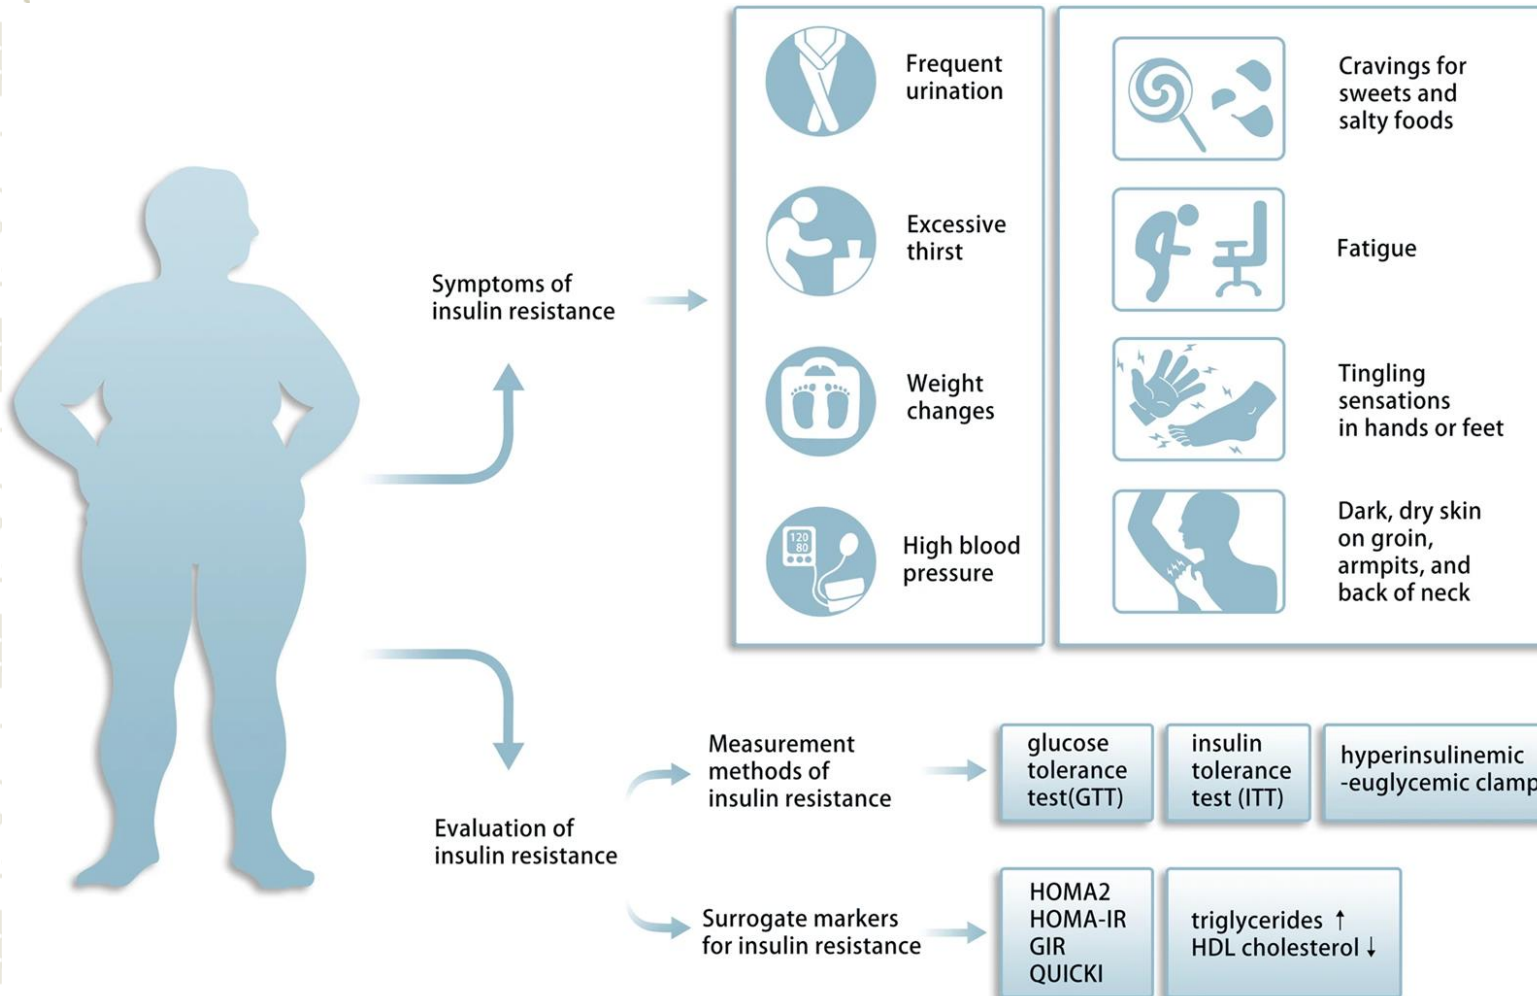 Frequent
urination
Excessive
thirst
Weight
changes
120
80
High blood
pressure
Cravings for
sweets and
salty foods
Fatigue
Tingling
sensations
in hands or feet
Dark, dry skin
on groin,
armpits, and
back of neck
Symptoms of
insulin resistance
Evaluation of
insulin resistance
Measurement
methods of
insulin resistance
glucose
tolerance
test(GTT)
insulin
tolerance
test (ITT)
hyperinsulinemic
-euglycemic clamp
Surrogate markers
for insulin resistance
HOMA2
HOMA-IR
GIR
QUICKI
triglycerides ↑
HDL cholesterol ↓